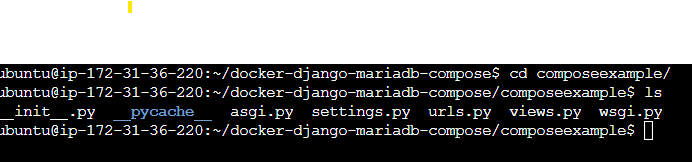 ubuntu@ip-172-31-36-220:~/docker-django-mariadb-compose$ cd composeexample/
ubuntu@ip-172-31-36-220:~/docker-django-mariadb-compose/composeexample$ ls
__init__.py  __pycache__  asgi.py  settings.py  urls.py  views.py  wsgi.py
ubuntu@ip-172-31-36-220:~/docker-django-mariadb-compose/composeexample$